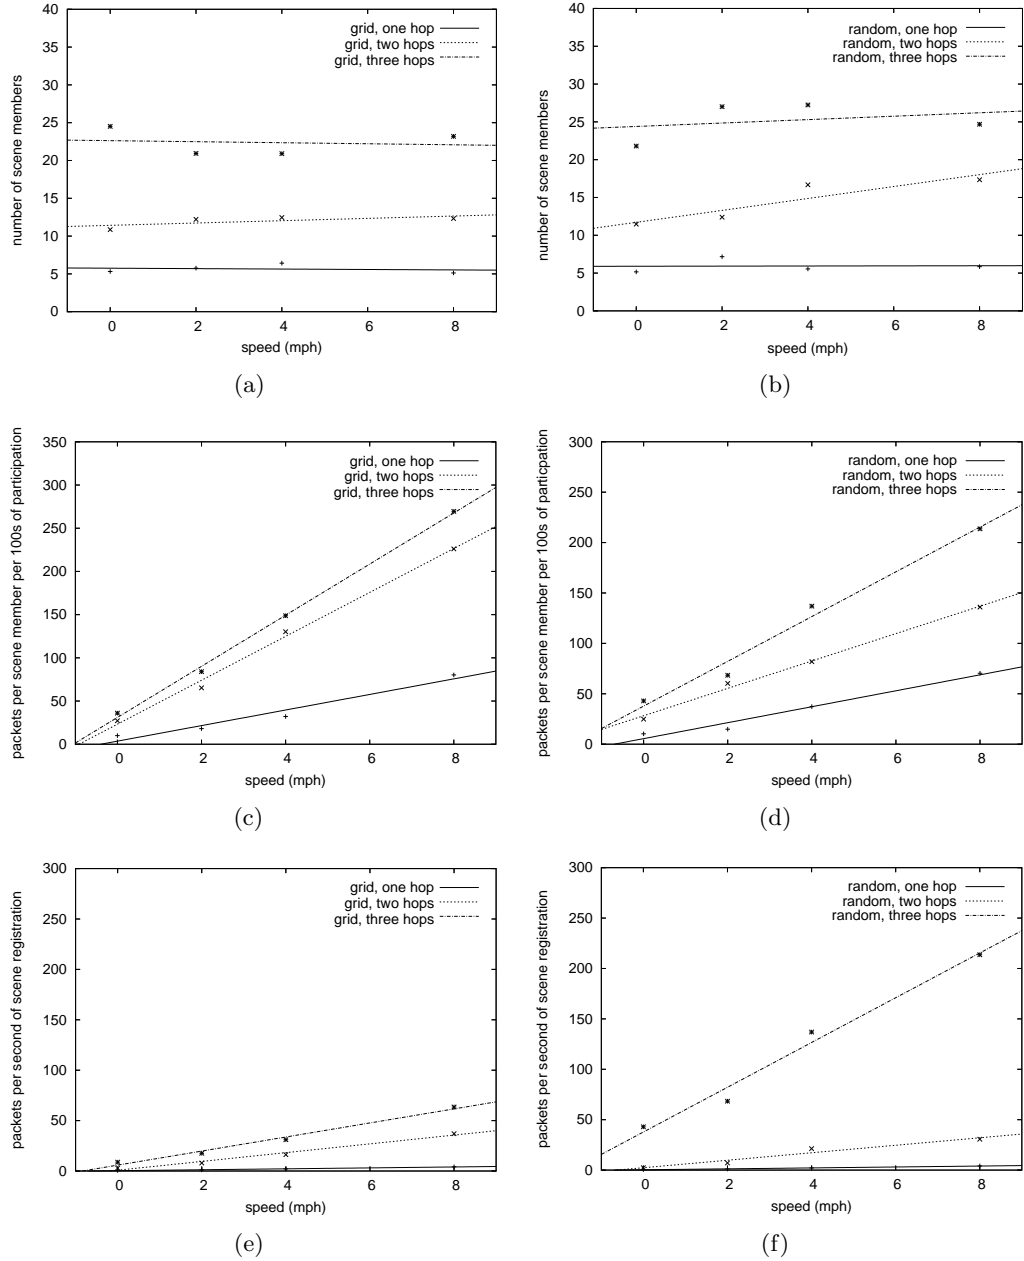 40
35
30
25
20
15
10
5
0
number of scene members
grid, one hop
grid, two hops
grid, three hops
0 2 4 6 8
speed (mph)
(a)
40
35
30
25
20
15
10
5
0
number of scene members
random, one hop
random, two hops
random, three hops
0 2 4 6 8
speed (mph)
(b)
350
300
250
200
150
100
50
0
packets per scene member per 100s of participation
grid, one hop
grid, two hops
grid, three hops
0 2 4 6 8
speed (mph)
(c)
300
250
200
150
100
50
0
packets per scene member per 100s of particpation
random, one hop
random, two hops
random, three hops
0 2 4 6 8
speed (mph)
(d)
300
250
200
150
100
50
0
packets per second of scene registration
grid, one hop
grid, two hops
grid, three hops
0 2 4 6 8
speed (mph)
(e)
300
250
200
150
100
50
0
packets per second of scene registration
random, one hop
random, two hops
random, three hops
0 2 4 6 8
speed (mph)
(f)